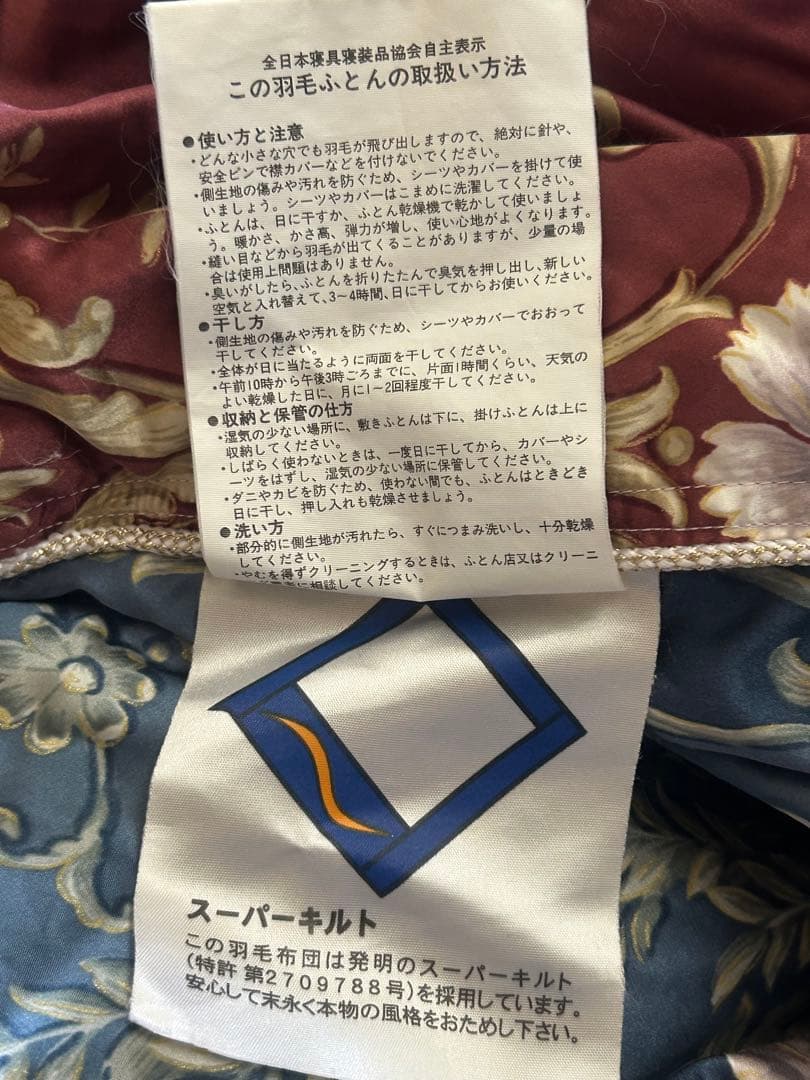 全日本寝具寝装品協会自主表示
この羽毛ふとんの取扱い方法
●使い方と注意
・どんな小さな穴でも羽毛が飛び出しますので、絶対に針や、
安全ピンで襟カバーなどを付けないでください。
・側生地の傷みや汚れを防ぐため、シーツやカバーを掛けて使
いましょう。シーツやカバーはこまめに洗濯してください。
・ふとんは、日に干すか、ふとん乾燥機で乾かして使いましょ
う。暖かさ、かさ高、弾力が増し、使い心地がよくなります。
・縫い目などから羽毛が出てくることがありますが、少量の場
合は使用上問題はありません。
・臭いがしたら、ふとんを折りたたんで臭気を押し出し、新しい
空気と入れ替えて、3〜4時間、日に干してからお使いください。
●干し方
・側生地の傷みや汚れを防ぐため、シーツやカバーでおおって
干してください。
・全体が日に当たるように両面を干してください。
・午前10時から午後3時ごろまでに、片面1時間くらい、天気の
よい乾燥した日に、月に1〜2回程度干してください。
●収納と保管の仕方
・湿気の少ない場所に、敷きふとんは下に、掛けふとんは上に
収納してください。
・しばらく使わないときは、一度日に干してから、カバーやシ
ーツをはずし、湿気の少ない場所に保管してください。
・ダニやカビを防ぐため、使わない間でも、ふとんはときどき
日に干し、押し入れも乾燥させましょう。
●洗い方
・部分的に側生地が汚れたら、すぐにつまみ洗いし、十分乾燥
してください。
・やむを得ずクリーニングするときは、ふとん店又はクリーニ
に相談してください。
スーパーキルト
この羽毛布団は発明のスーパーキルト
(特許 第2709788号)を採用しています。
安心して末永く本物の風格をおためし下さい。